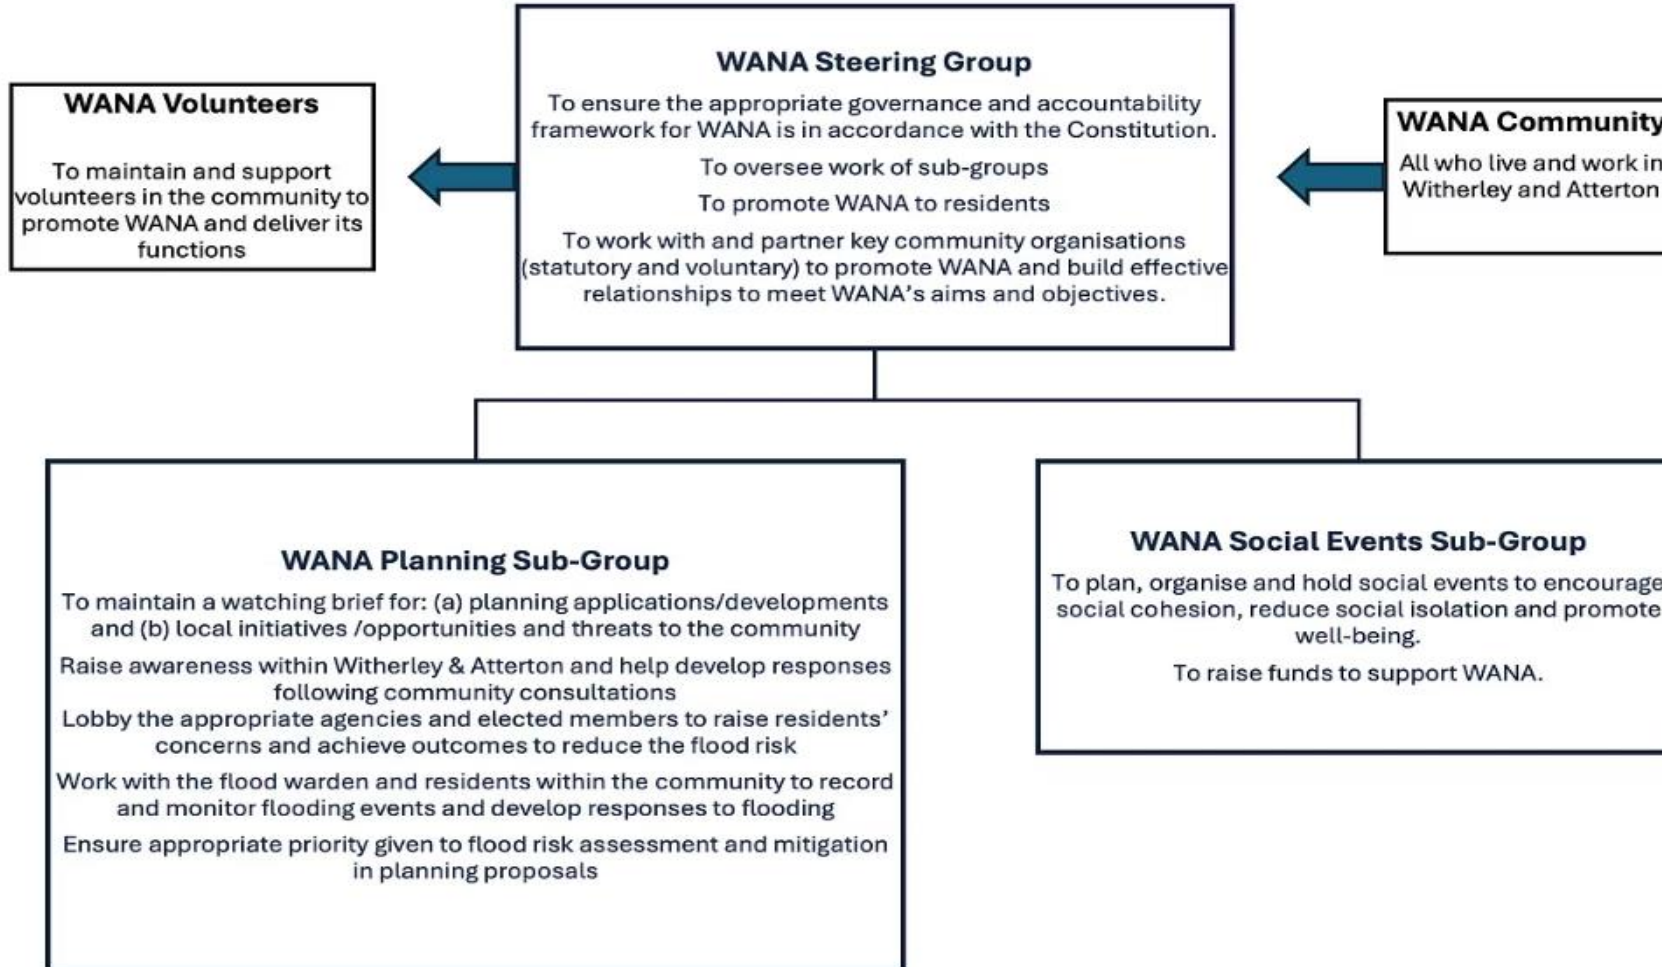 WANA Steering Group
To ensure the appropriate governance and accountability
framework for WANA is in accordance with the Constitution.
To oversee work of sub-groups
To promote WANA to residents
To work with and partner key community organisations
(statutory and voluntary) to promote WANA and build effective
relationships to meet WANA’s aims and objectives.
WANA Volunteers
To maintain and support
volunteers in the community to
promote WANA and deliver its
functions
WANA Community
All who live and work in
Witherley and Atterton
WANA Planning Sub-Group
To maintain a watching brief for: (a) planning applications/developments
and (b) local initiatives /opportunities and threats to the community
Raise awareness within Witherley & Atterton and help develop responses
following community consultations
Lobby the appropriate agencies and elected members to raise residents’
concerns and achieve outcomes to reduce the flood risk
Work with the flood warden and residents within the community to record
and monitor flooding events and develop responses to flooding
Ensure appropriate priority given to flood risk assessment and mitigation
in planning proposals
WANA Social Events Sub-Group
To plan, organise and hold social events to encourage
social cohesion, reduce social isolation and promote
well-being.
To raise funds to support WANA.